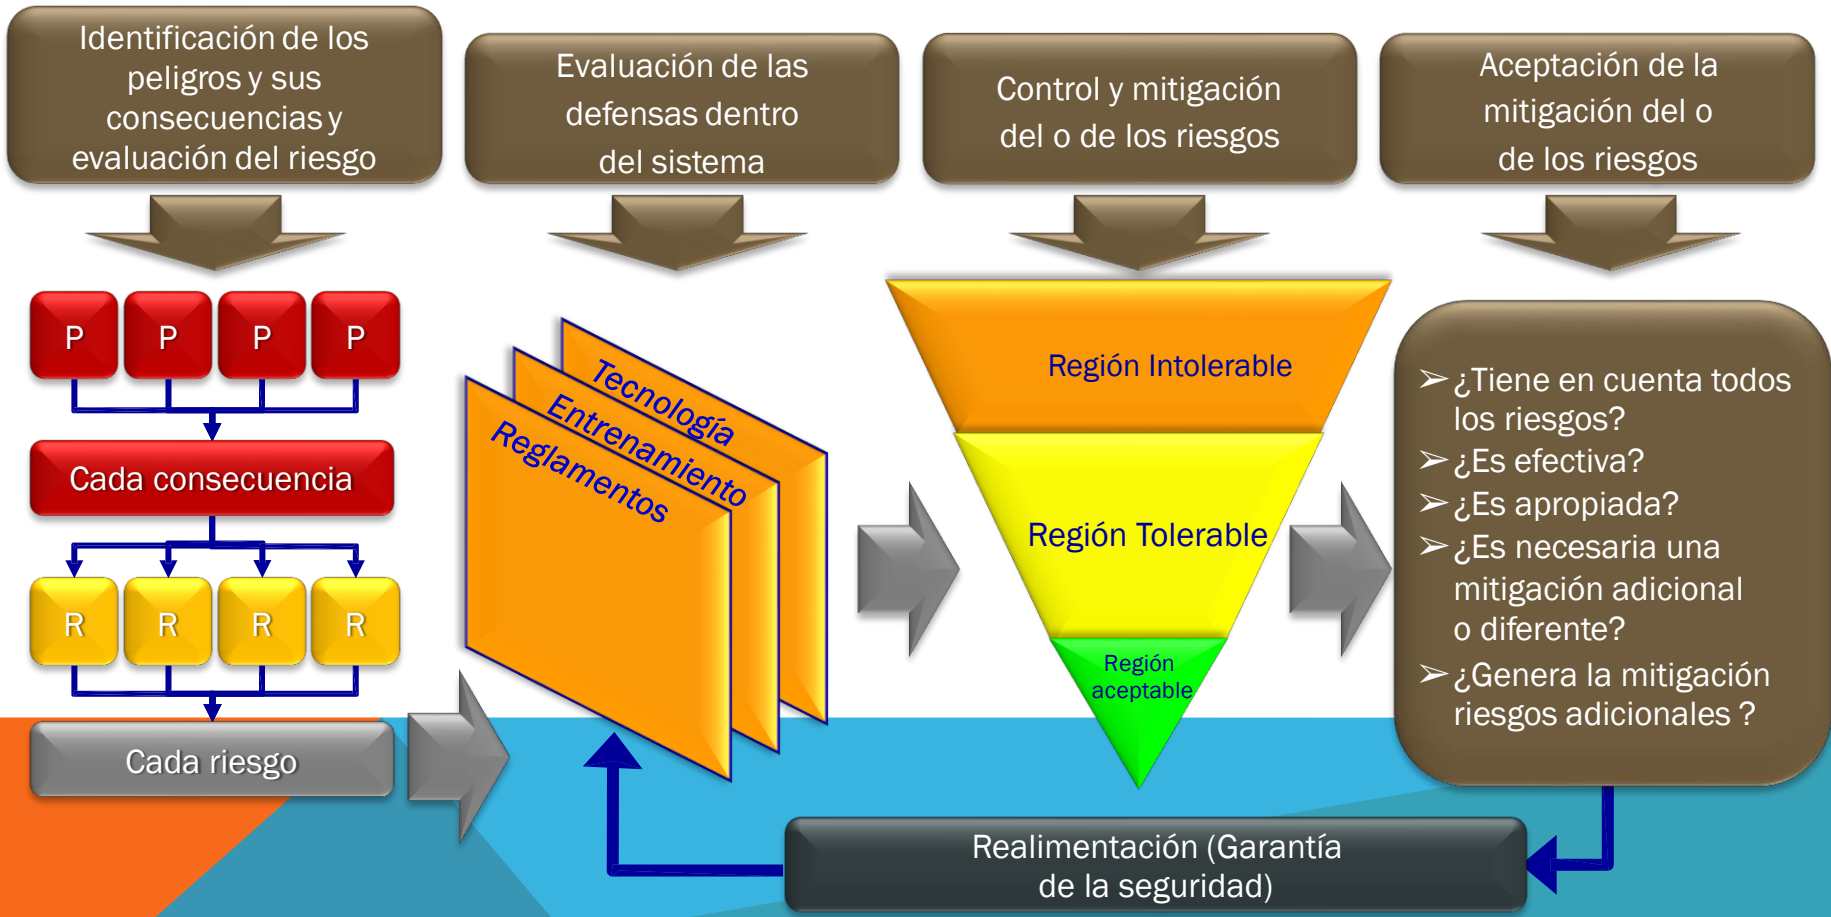 Identificación de los
peligros y sus
consecuencias y
evaluación del riesgo
Evaluación de las
defensas dentro
del sistema
Control y mitigación
del o de los riesgos
Aceptación de la
mitigación del o
de los riesgos
P P P P
Cada consecuencia
R R R R
Cada riesgo
Tecnología
Entrenamiento
Reglamentos
Región Intolerable
Región Tolerable
Región
aceptable
➢ ¿Tiene en cuenta todos
los riesgos?
➢ ¿Es efectiva?
➢ ¿Es apropiada?
➢ ¿Es necesaria una
mitigación adicional
o diferente?
➢ ¿Genera la mitigación
riesgos adicionales ?
Realimentación (Garantía
de la seguridad)